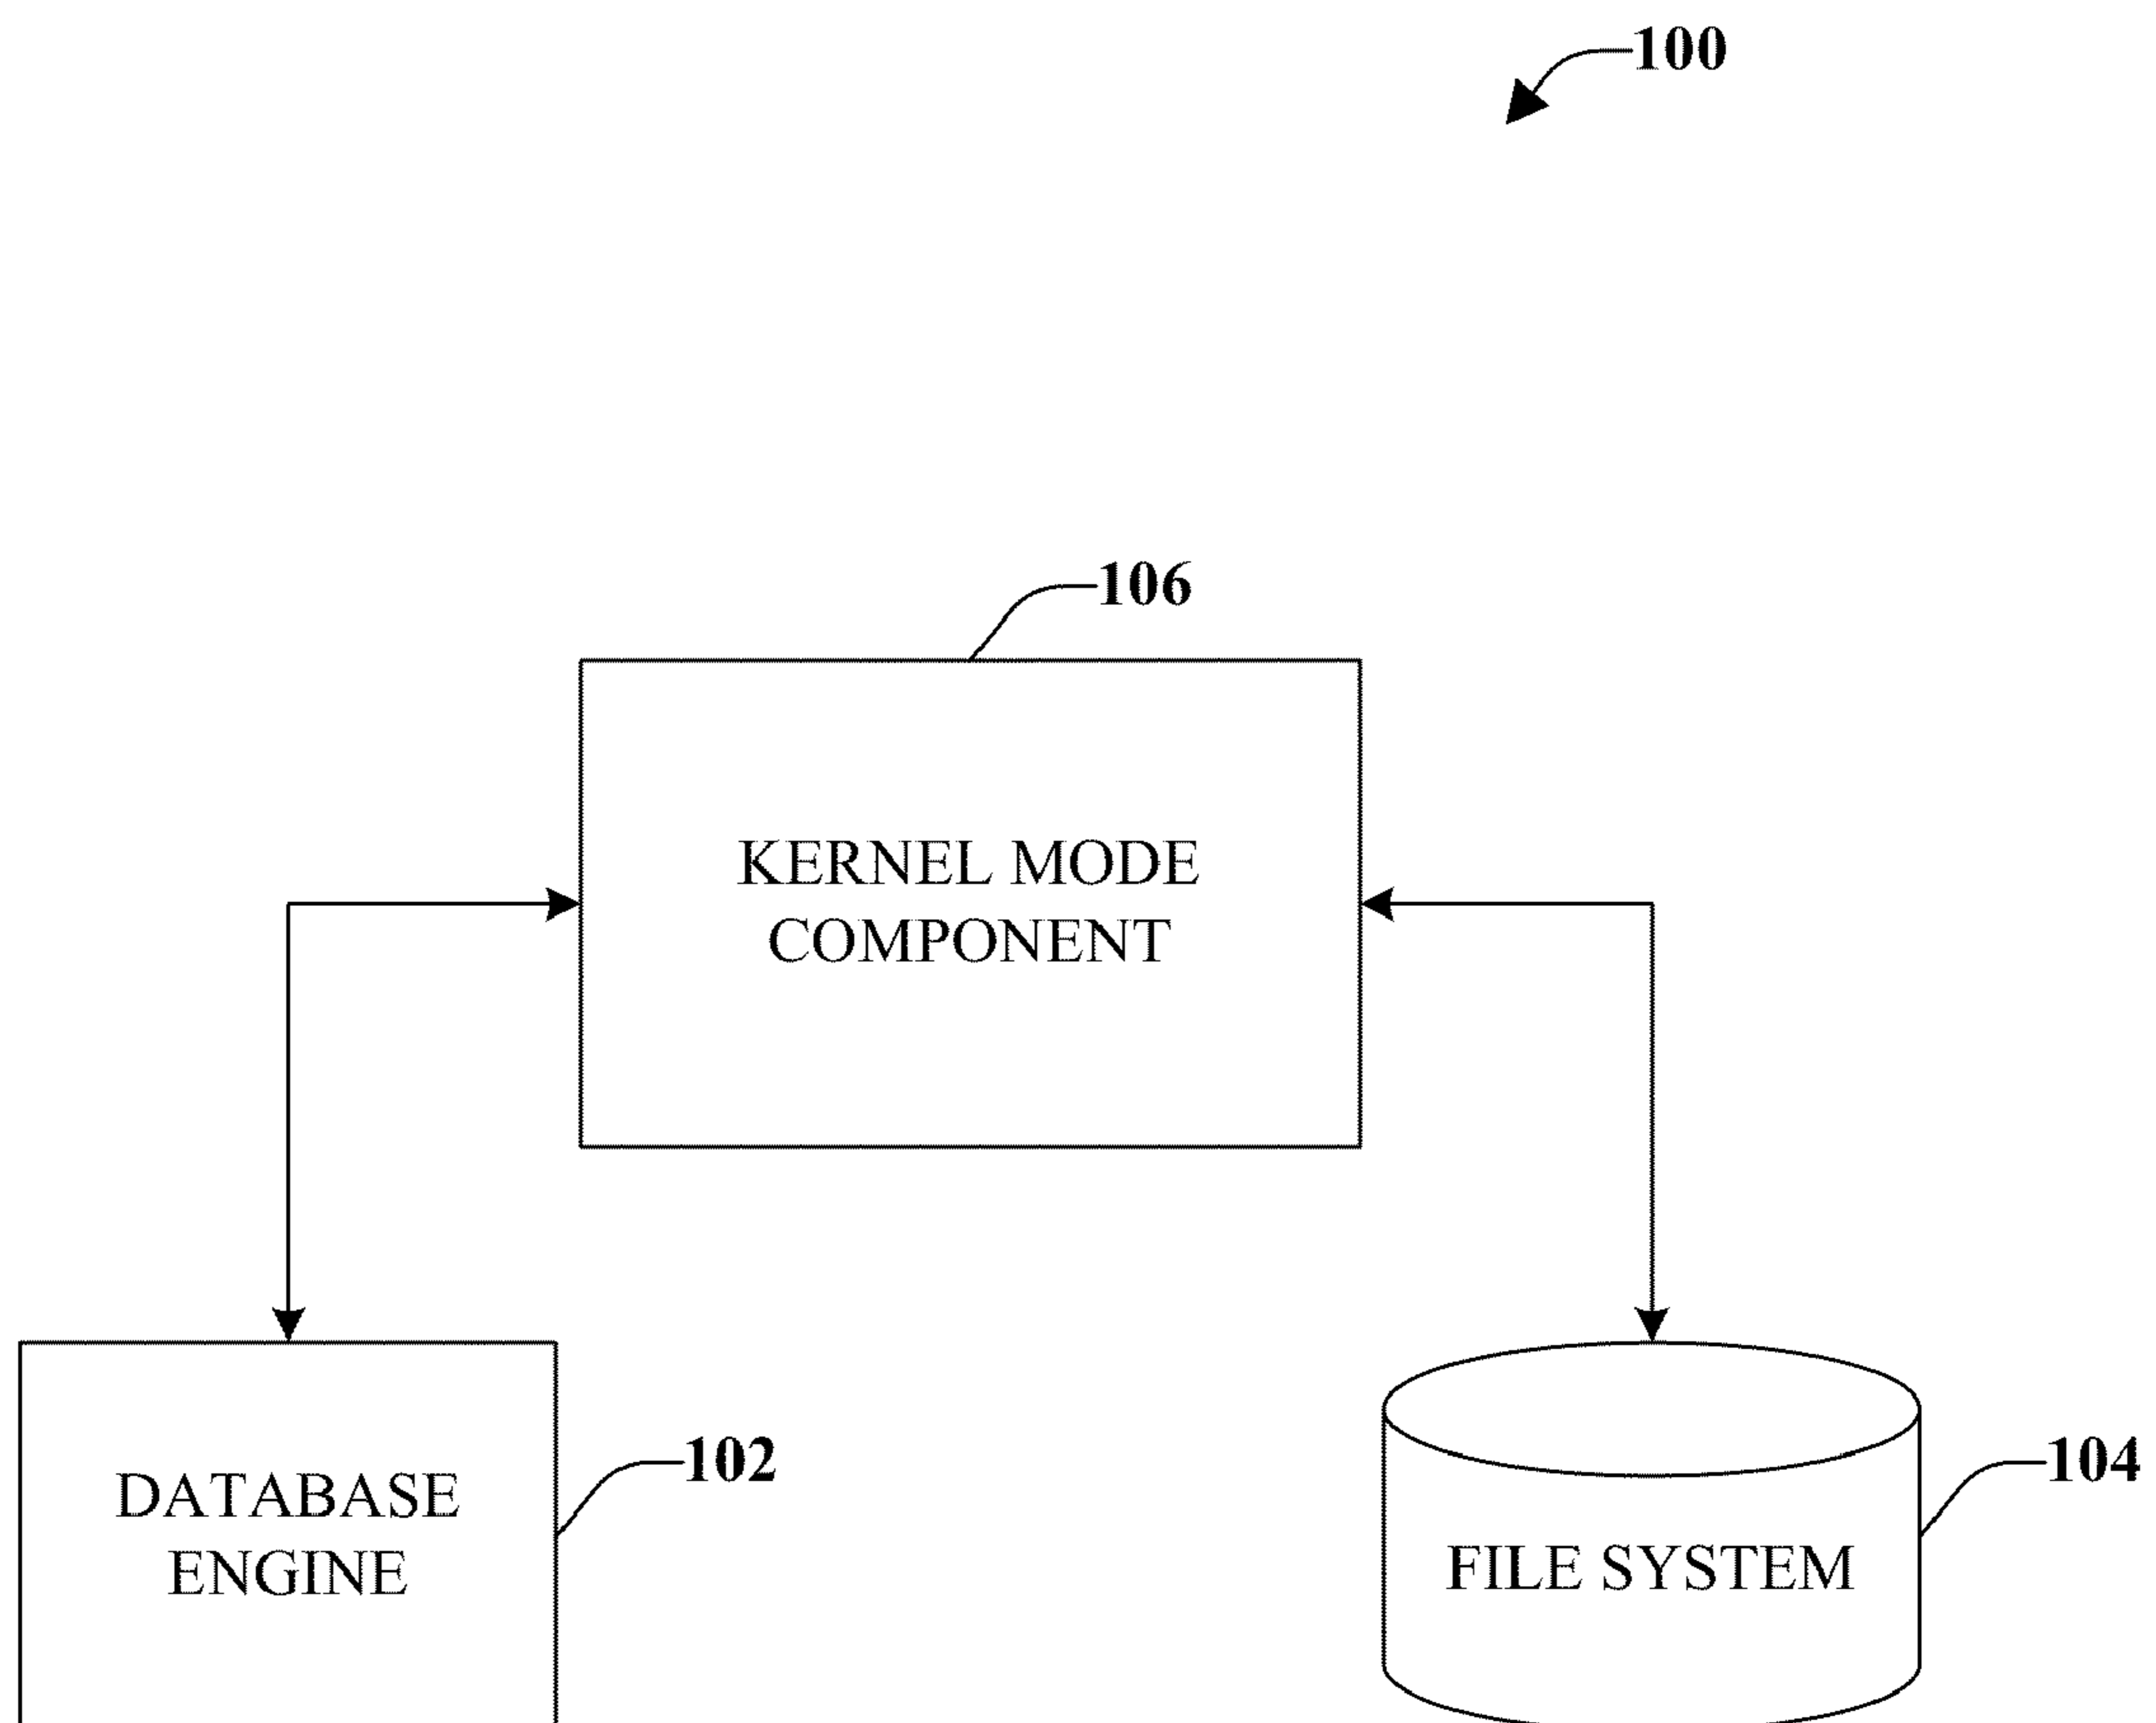 100
106
KERNEL MODE
COMPONENT
102
DATABASE
ENGINE
104
FILE SYSTEM